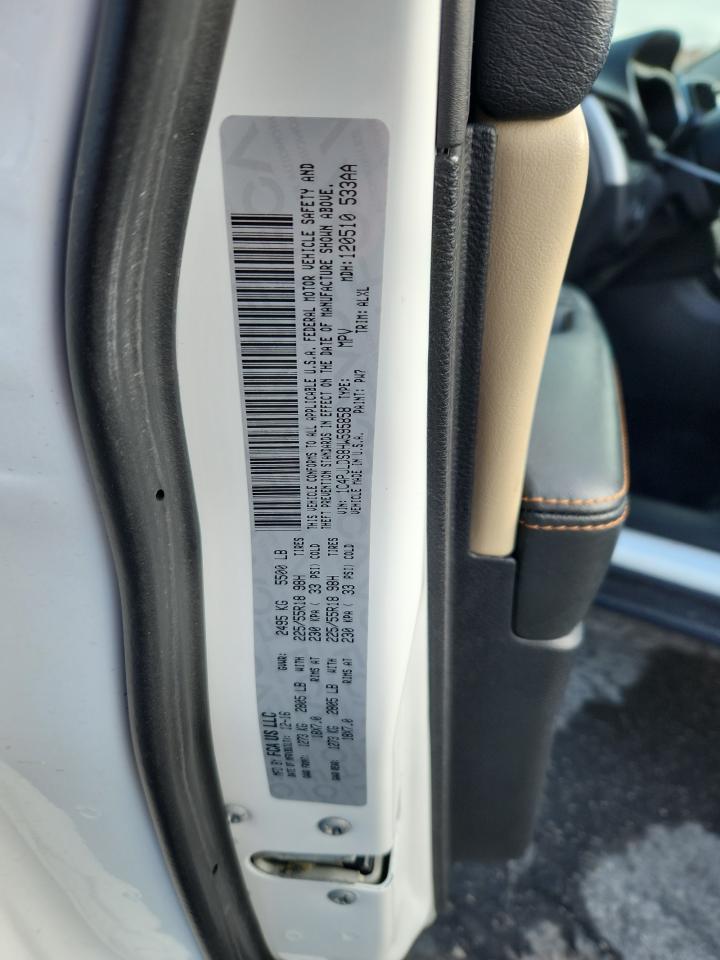 MFD BY FCA US LLC
DATE OF MFR/BUILT: 12-16 GVWR: 2495 KG 5500 LB
GAWR FRONT: 1273 KG 2805 LB WITH 225/55R18 98H TIRES
18X7.0 RIMS AT 230 KPA ( 33 PSI) COLD
GAWR REAR: 1273 KG 2805 LB WITH 225/55R18 98H TIRES
18X7.0 RIMS AT 230 KPA ( 33 PSI) COLD
THIS VEHICLE CONFORMS TO ALL APPLICABLE U.S.A. FEDERAL MOTOR VEHICLE SAFETY AND
THEFT PREVENTION STANDARDS IN EFFECT ON THE DATE OF MANUFACTURE SHOWN ABOVE.
VIN: 1C4PJLDS8HW595858 TYPE: MPV MDH: 120510 533AA
VEHICLE MADE IN U.S.A. PAINT: PW7 TRIM: ALXL